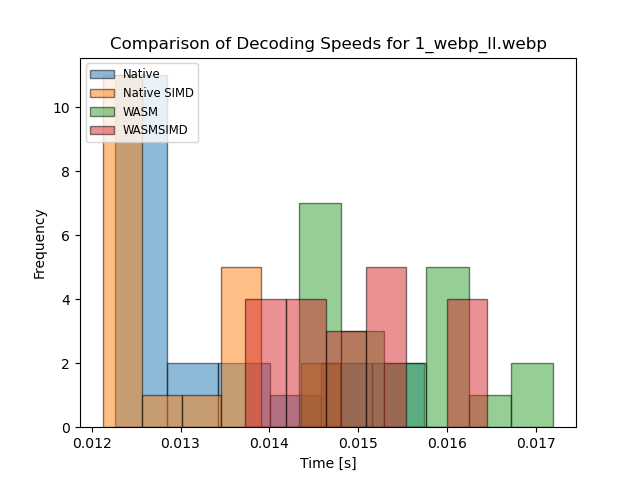 Comparison of Decoding Speeds for 1_webp_ll.webp
Native
Native SIMD
WASM
WASMSIMD
Frequency
10
8
6
4
2
0
0.012 0.013 0.014 0.015 0.016 0.017
Time [s]